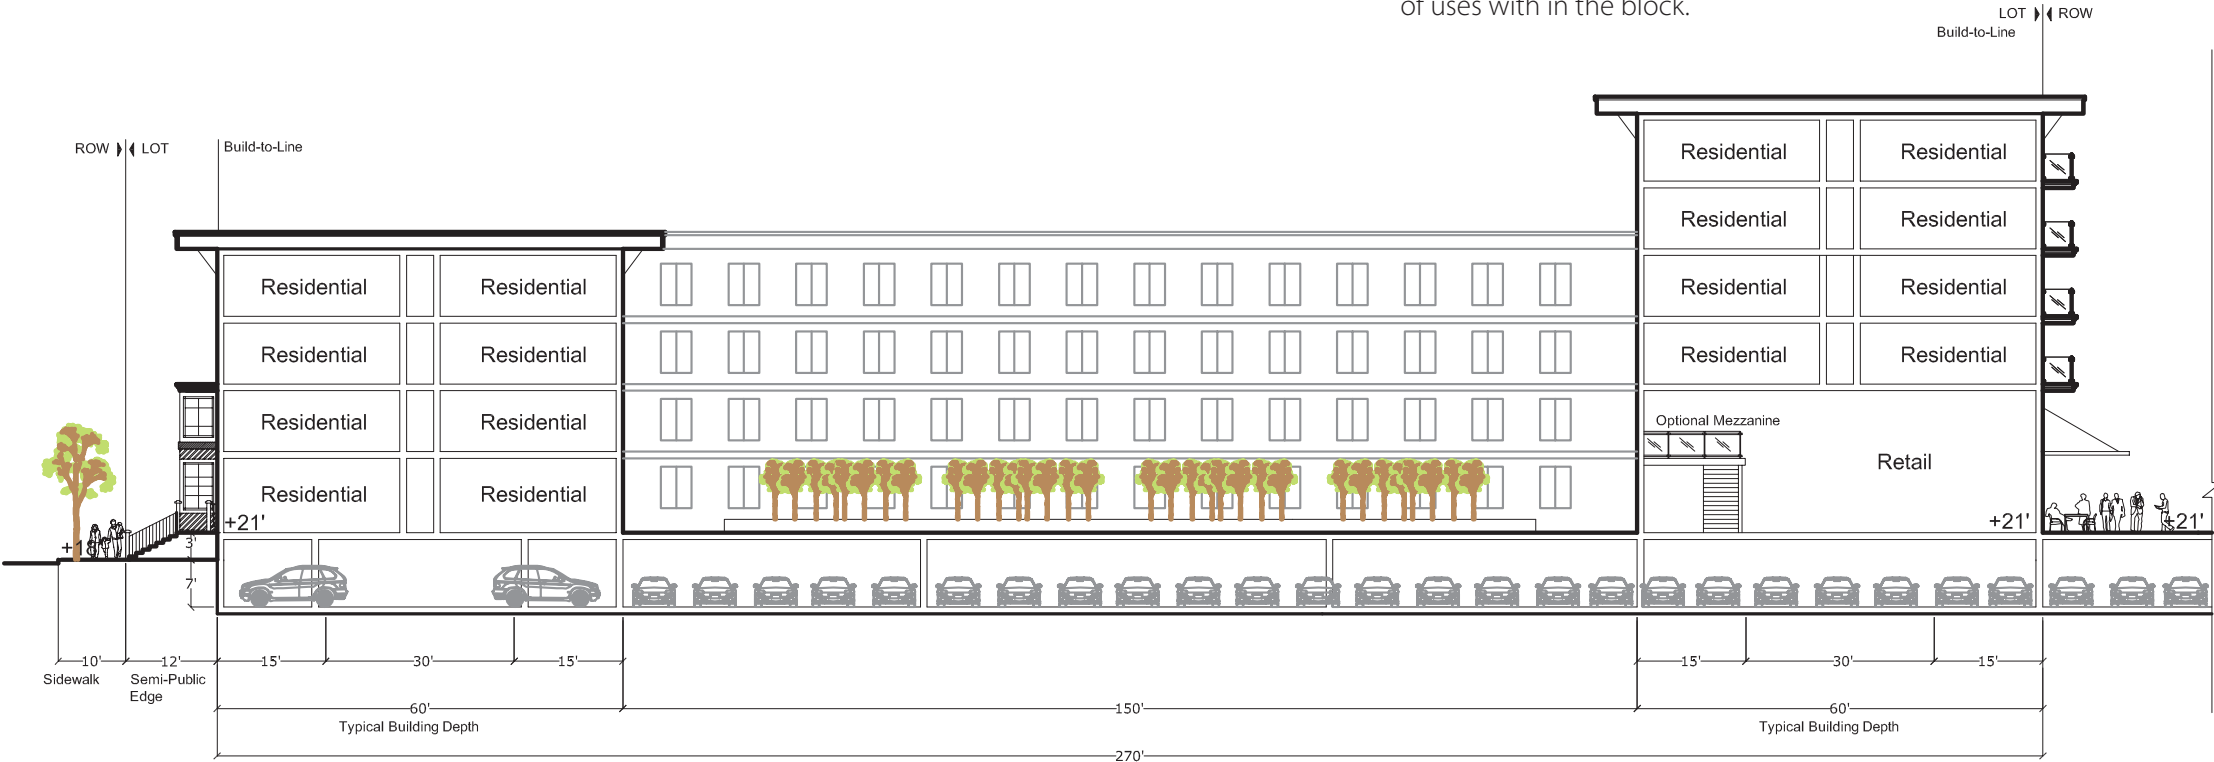 of uses with in the block.
LOT ROW
Build-to-Line
ROW LOT
Build-to-Line
Residential Residential
Residential Residential
Residential Residential Residential Residential
Residential Residential Residential Residential
Optional Mezzanine
Residential Residential
Retail
Residential Residential
+21' +21' +21'
3'
7'
10' 12' 15' 30' 15' 15' 30' 15'
Sidewalk Semi-Public
Edge
60' 150' 60'
Typical Building Depth Typical Building Depth
270'